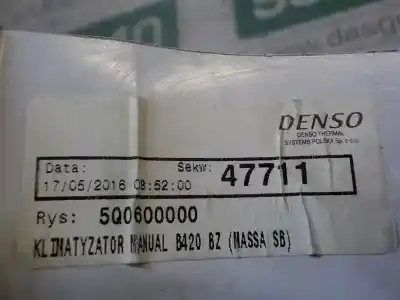 DENSO
DENSO THERMAL
SYSTEMS POLSKA Sp. z o.o.
Data: Sekw: 47711
17/05/2016 08:52:00
Rys: 5Q0600000
KLIMATYZATOR MANUAL B420 BZ (MASSA SB)